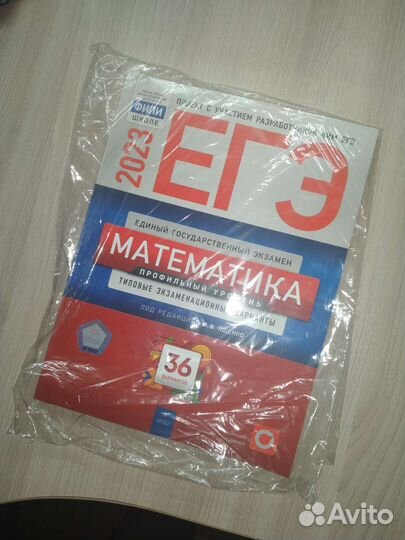 ФИПИ
ШКОЛЕ
ПРОЕКТ С УЧАСТИЕМ РАЗРАБОТЧИКОВ КИМ ЕГЭ
2023
ЕГЭ
ЕДИНЫЙ ГОСУДАРСТВЕННЫЙ ЭКЗАМЕН
МАТЕМАТИКА
ПРОФИЛЬНЫЙ УРОВЕНЬ
ТИПОВЫЕ ЭКЗАМЕНАЦИОННЫЕ ВАРИАНТЫ
ПОД РЕДАКЦИЕЙ И. В. ЯЩЕНКО
36
ВАРИАНТОВ
Avito